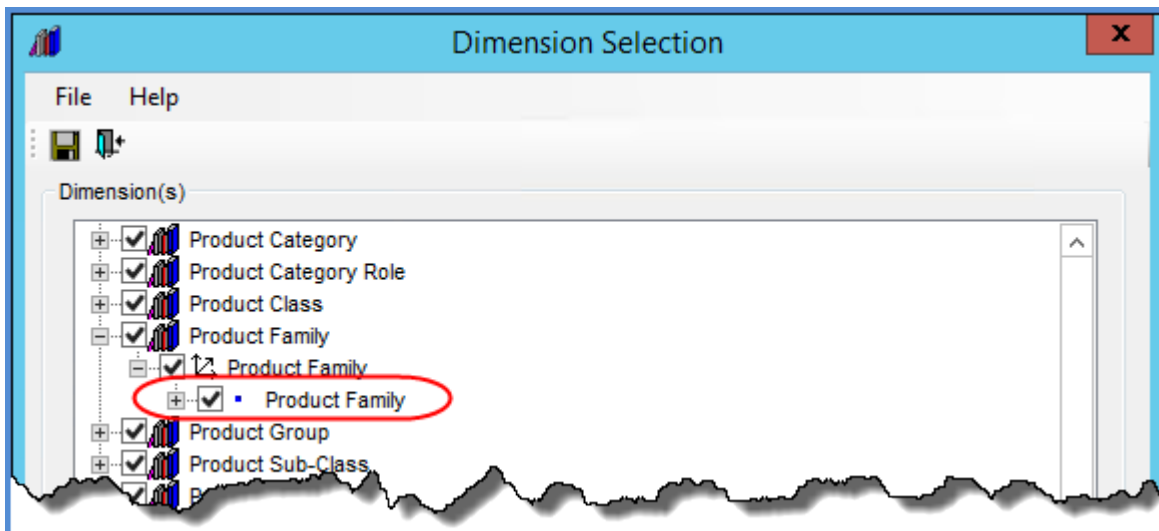 Dimension Selection
x
File Help
Dimension(s)
Product Category
Product Category Role
Product Class
Product Family
Product Family
Product Family
Product Group
Product Sub-Class